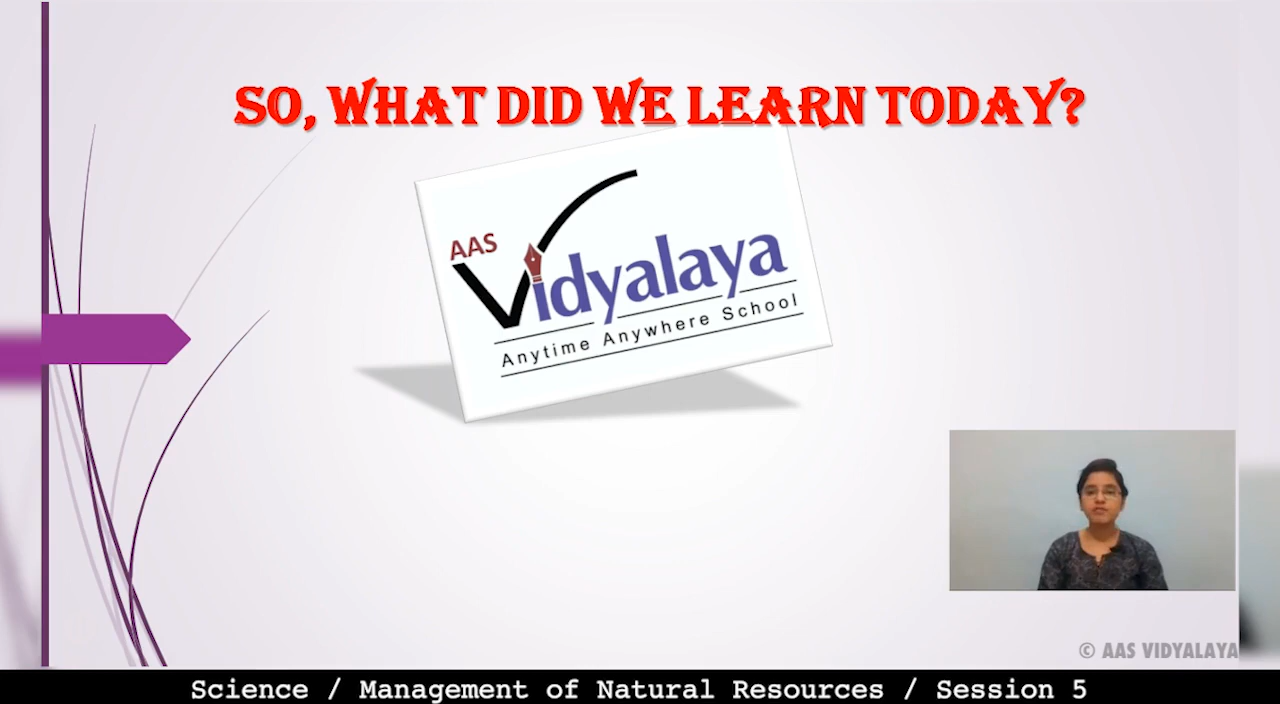 SO, WHAT DID WE LEARN TODAY?
AAS
Vidyalaya
Anytime Anywhere School
© AAS VIDYALAYA
Science / Management of Natural Resources / Session 5